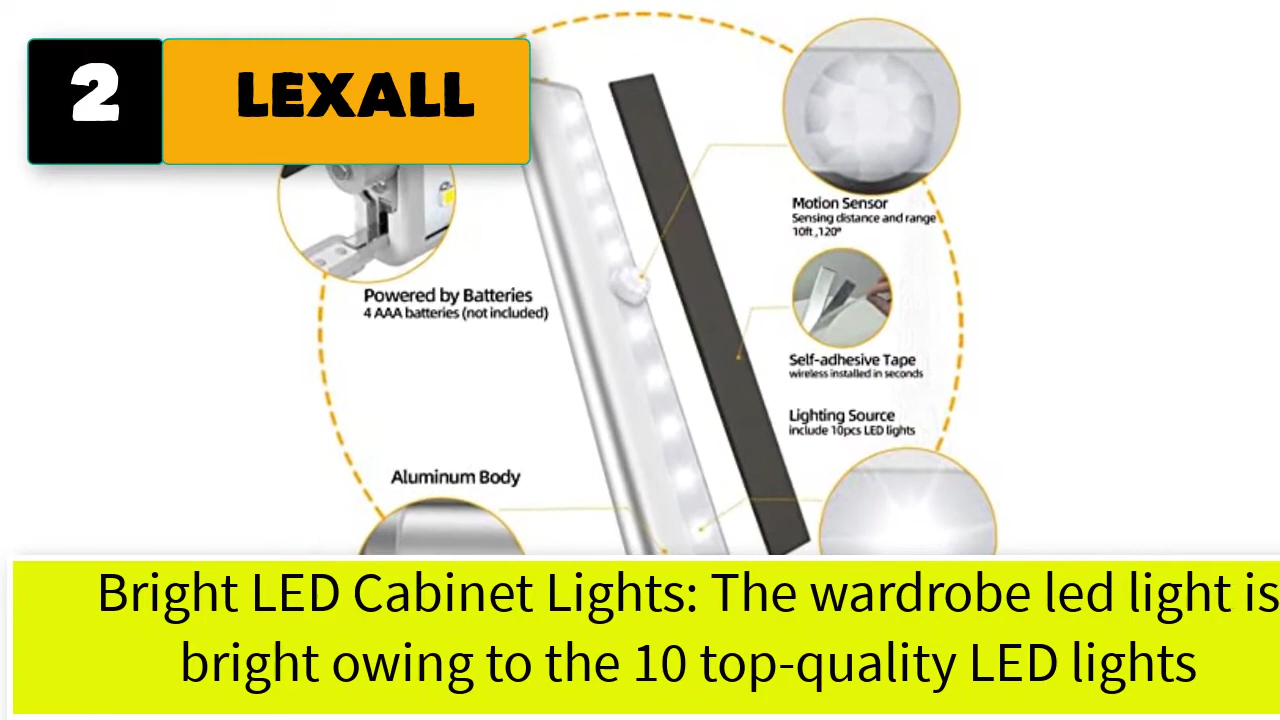 2 LEXALL
Motion Sensor
Sensing distance and range
10ft ,120°
Powered by Batteries
4 AAA batteries (not included)
Self-adhesive Tape
wireless installed in seconds
Lighting Source
include 10pcs LED lights
Aluminum Body
Bright LED Cabinet Lights: The wardrobe led light is
bright owing to the 10 top-quality LED lights